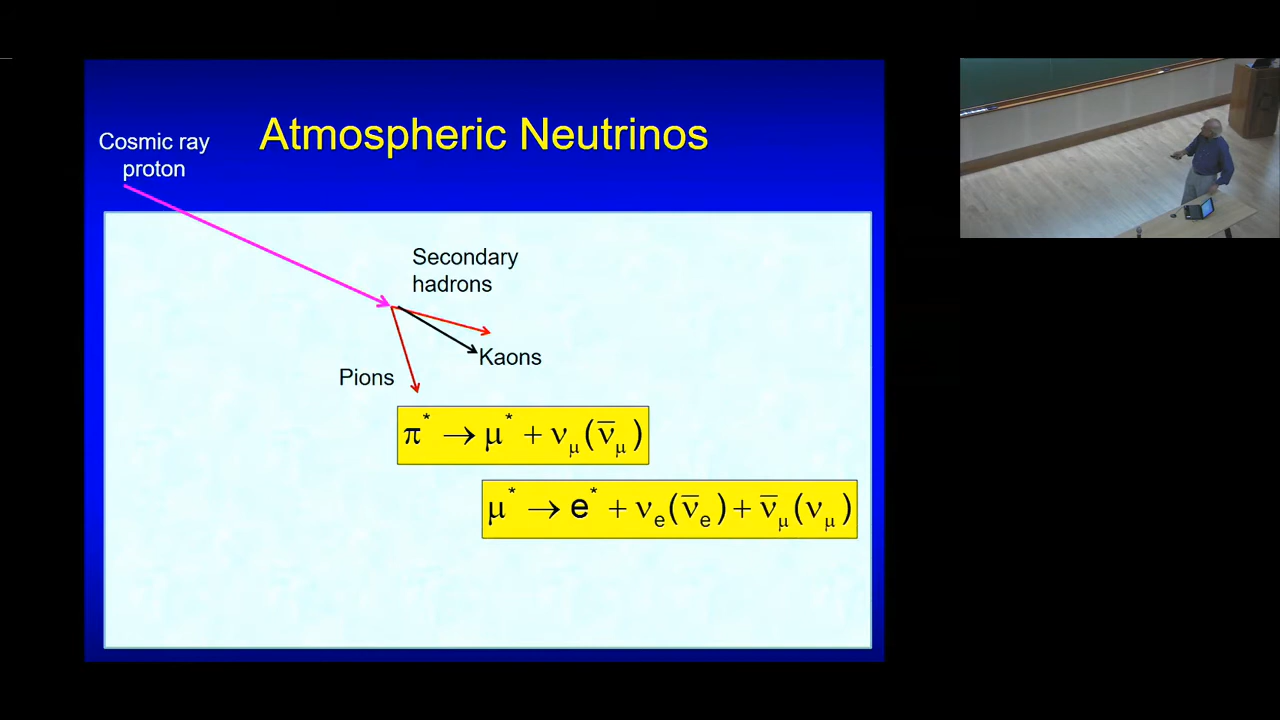 Atmospheric Neutrinos
Cosmic ray
proton
Secondary
hadrons
Kaons
Pions
π* → μ* + ν_μ(ν̄_μ)
μ* → e* + ν_e(ν̄_e) + ν̄_μ(ν_μ)